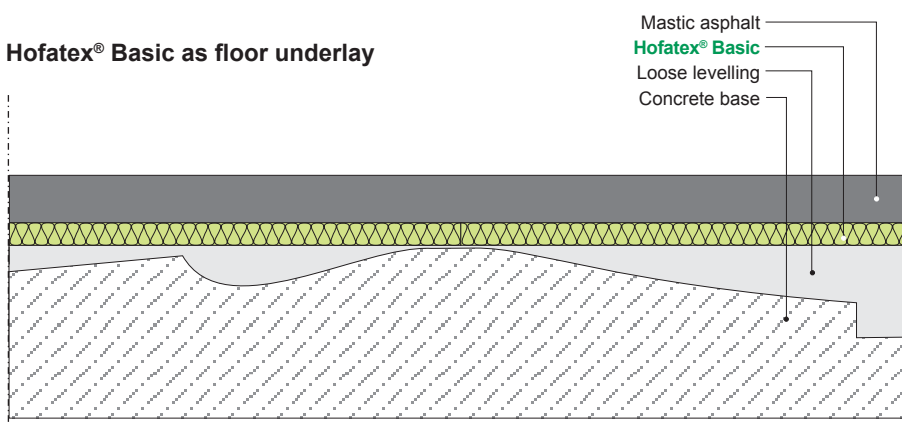 Hofatex® Basic as floor underlay
Mastic asphalt
Hofatex® Basic
Loose levelling
Concrete base